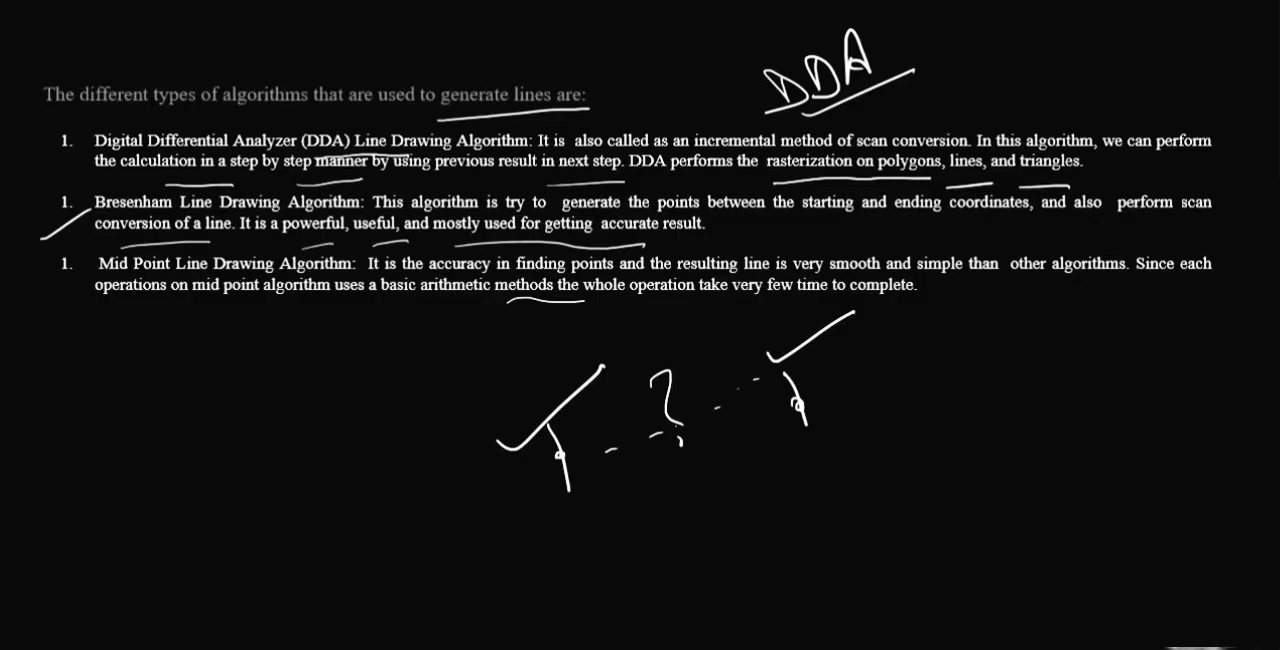 DDA
The different types of algorithms that are used to generate lines are:
1. Digital Differential Analyzer (DDA) Line Drawing Algorithm: It is also called as an incremental method of scan conversion. In this algorithm, we can perform
the calculation in a step by step manner by using previous result in next step. DDA performs the rasterization on polygons, lines, and triangles.
1. Bresenham Line Drawing Algorithm: This algorithm is try to generate the points between the starting and ending coordinates, and also perform scan
conversion of a line. It is a powerful, useful, and mostly used for getting accurate result.
1. Mid Point Line Drawing Algorithm: It is the accuracy in finding points and the resulting line is very smooth and simple than other algorithms. Since each
operations on mid point algorithm uses a basic arithmetic methods the whole operation take very few time to complete.
?